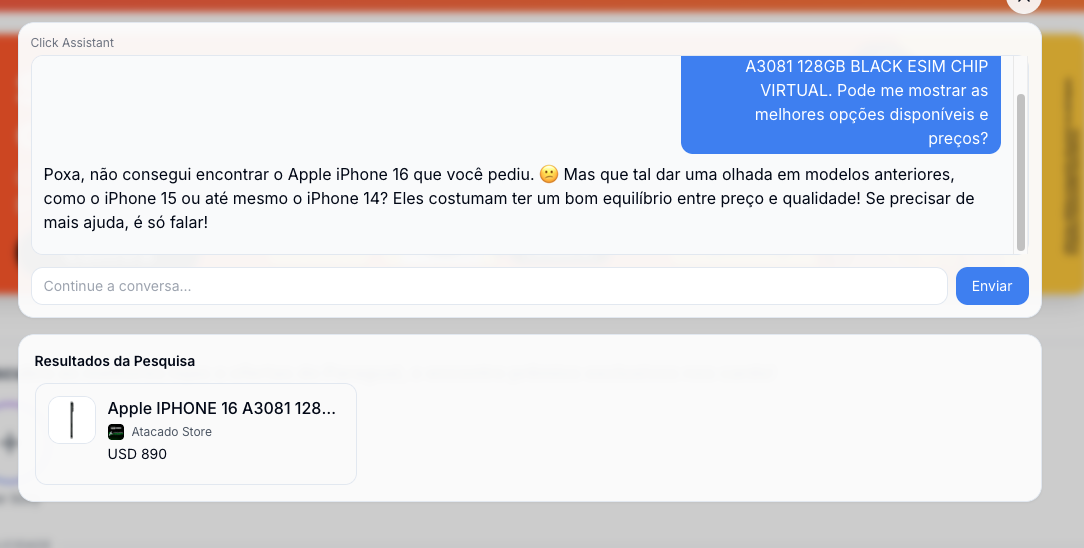 Click Assistant
A3081 128GB BLACK ESIM CHIP
VIRTUAL. Pode me mostrar as
melhores opções disponíveis e
preços?
Poxa, não consegui encontrar o Apple iPhone 16 que você pediu. 😕 Mas que tal dar uma olhada em modelos anteriores,
como o iPhone 15 ou até mesmo o iPhone 14? Eles costumam ter um bom equilíbrio entre preço e qualidade! Se precisar de
mais ajuda, é só falar!
Continue a conversa...
Enviar
Resultados da Pesquisa
Apple IPHONE 16 A3081 128...
Atacado Store
USD 890